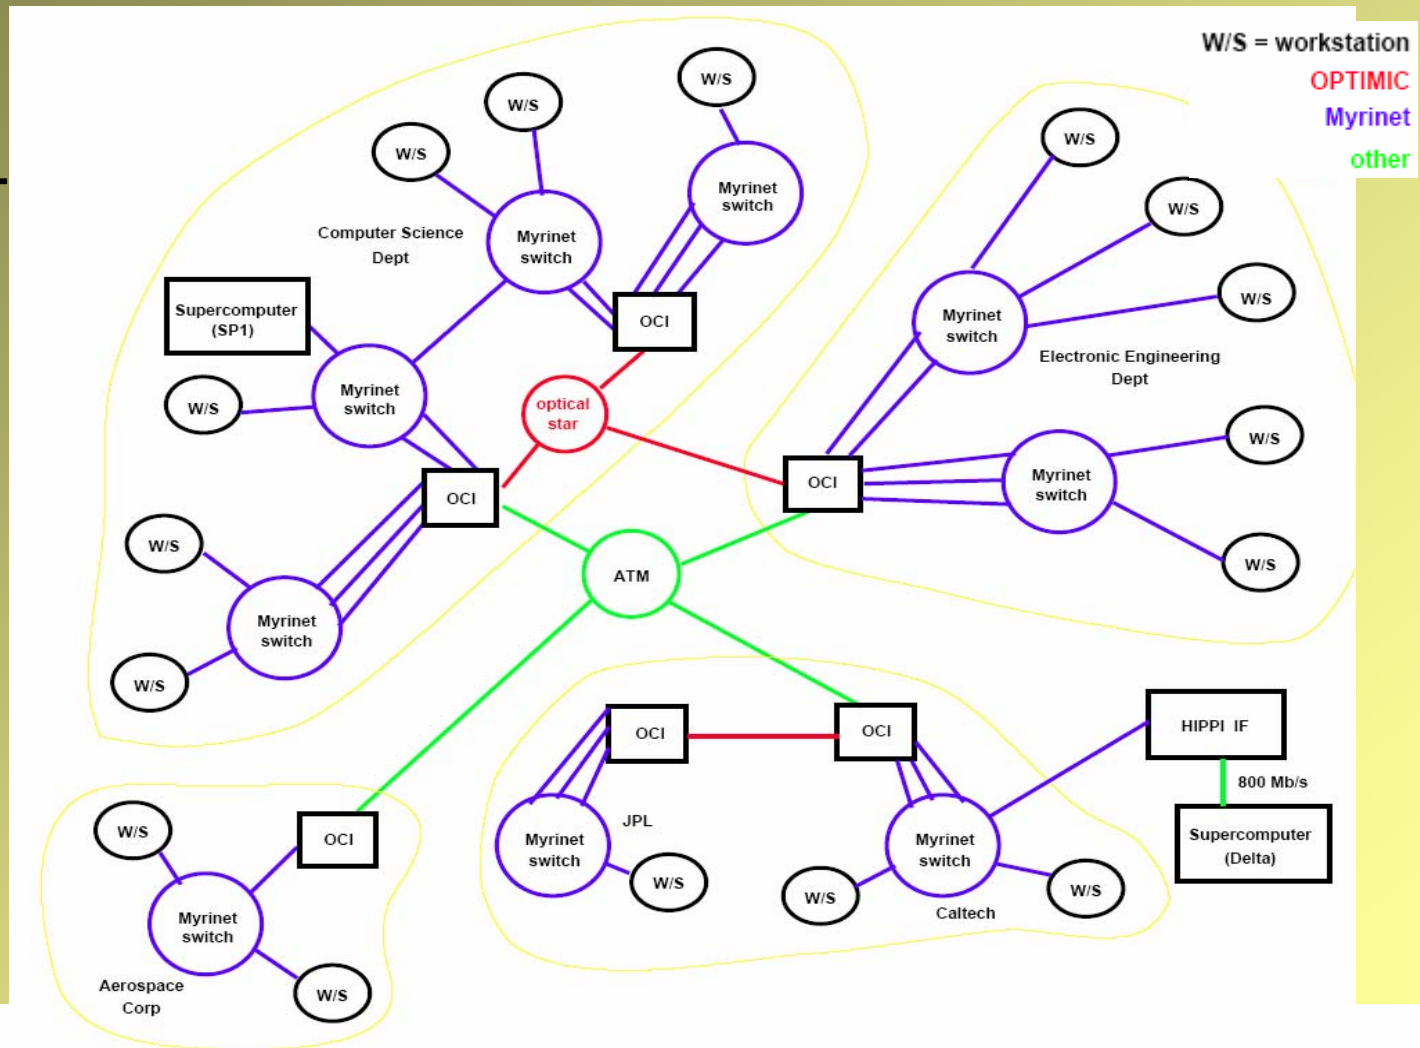 W/S = workstation
OPTIMIC
Myrinet
other
W/S
W/S
W/S
Myrinet
switch
Myrinet
switch
Computer Science
Dept
OCI
Supercomputer
(SP1)
W/S
Myrinet
switch
optical
star
OCI
W/S
W/S
Myrinet
switch
W/S
W/S
W/S
Myrinet
switch
Electronic Engineering
Dept
OCI
Myrinet
switch
W/S
W/S
ATM
OCI
OCI
HIPPI IF
800 Mb/s
Supercomputer
(Delta)
Myrinet
switch
JPL
W/S
Myrinet
switch
W/S
W/S
Caltech
W/S
OCI
Myrinet
switch
W/S
Aerospace
Corp